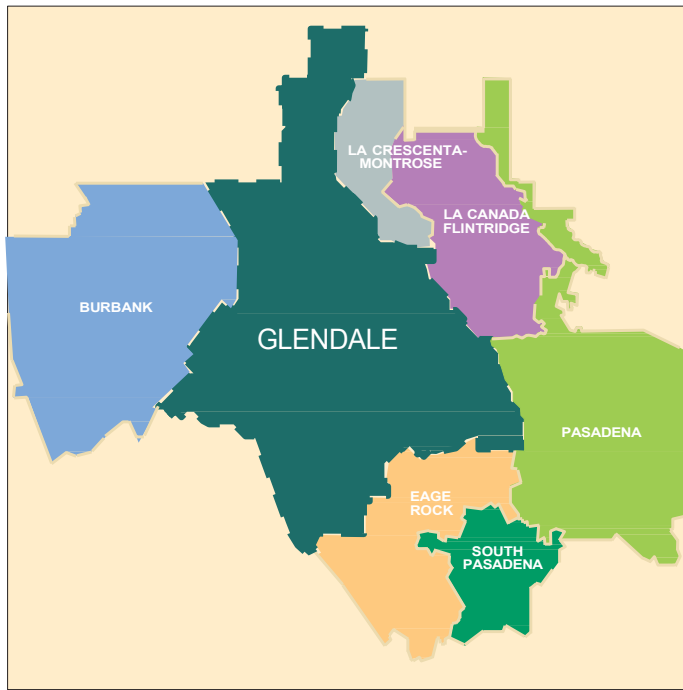 LA CRESCENTA-
MONTROSE
LA CANADA
FLINTRIDGE
BURBANK
GLENDALE
PASADENA
EAGE
ROCK
SOUTH
PASADENA